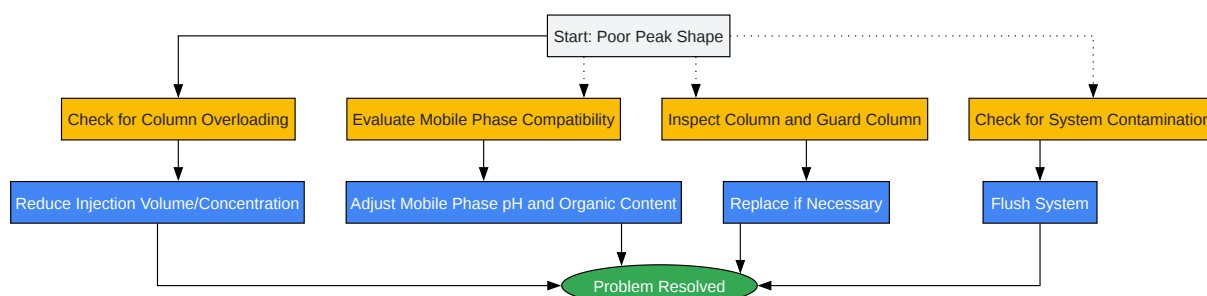 Start: Poor Peak Shape
Check for Column Overloading
Evaluate Mobile Phase Compatibility
Inspect Column and Guard Column
Check for System Contamination
Reduce Injection Volume/Concentration
Adjust Mobile Phase pH and Organic Content
Replace if Necessary
Flush System
Problem Resolved